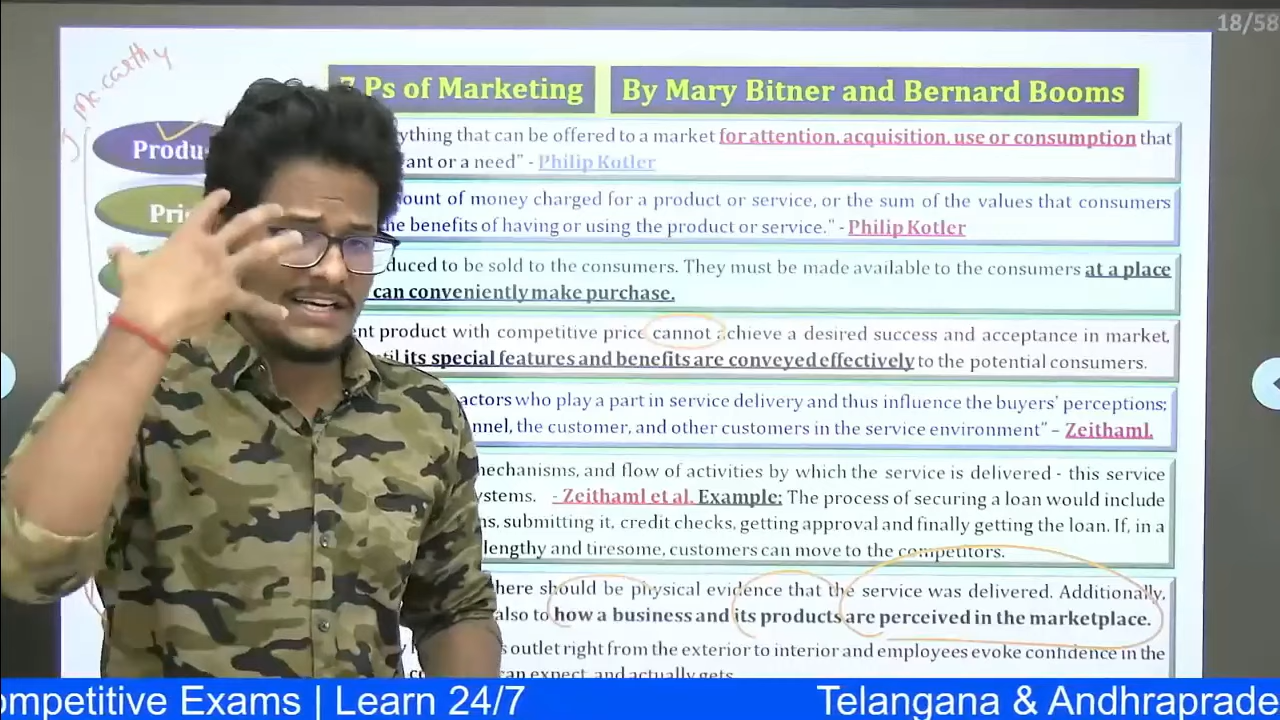 18/58
J Mccarthy
7 Ps of Marketing
By Mary Bitner and Bernard Booms
Produ
ything that can be offered to a market for attention, acquisition, use or consumption that
ant or a need" - Philip Kotler
Pri
ount of money charged for a product or service, or the sum of the values that consumers
he benefits of having or using the product or service." - Philip Kotler
duced to be sold to the consumers. They must be made available to the consumers at a place
can conveniently make purchase.
nt product with competitive price cannot achieve a desired success and acceptance in market,
til its special features and benefits are conveyed effectively to the potential consumers.
actors who play a part in service delivery and thus influence the buyers' perceptions;
nnel, the customer, and other customers in the service environment" – Zeithaml.
mechanisms, and flow of activities by which the service is delivered - this service
ystems. - Zeithaml et al. Example: The process of securing a loan would include
ns, submitting it, credit checks, getting approval and finally getting the loan. If, in a
lengthy and tiresome, customers can move to the competitors.
here should be physical evidence that the service was delivered. Additionally,
also to how a business and its products are perceived in the marketplace.
s outlet right from the exterior to interior and employees evoke confidence in the
can expect and actually gets.
ompetitive Exams | Learn 24/7
Telangana & Andhraprade